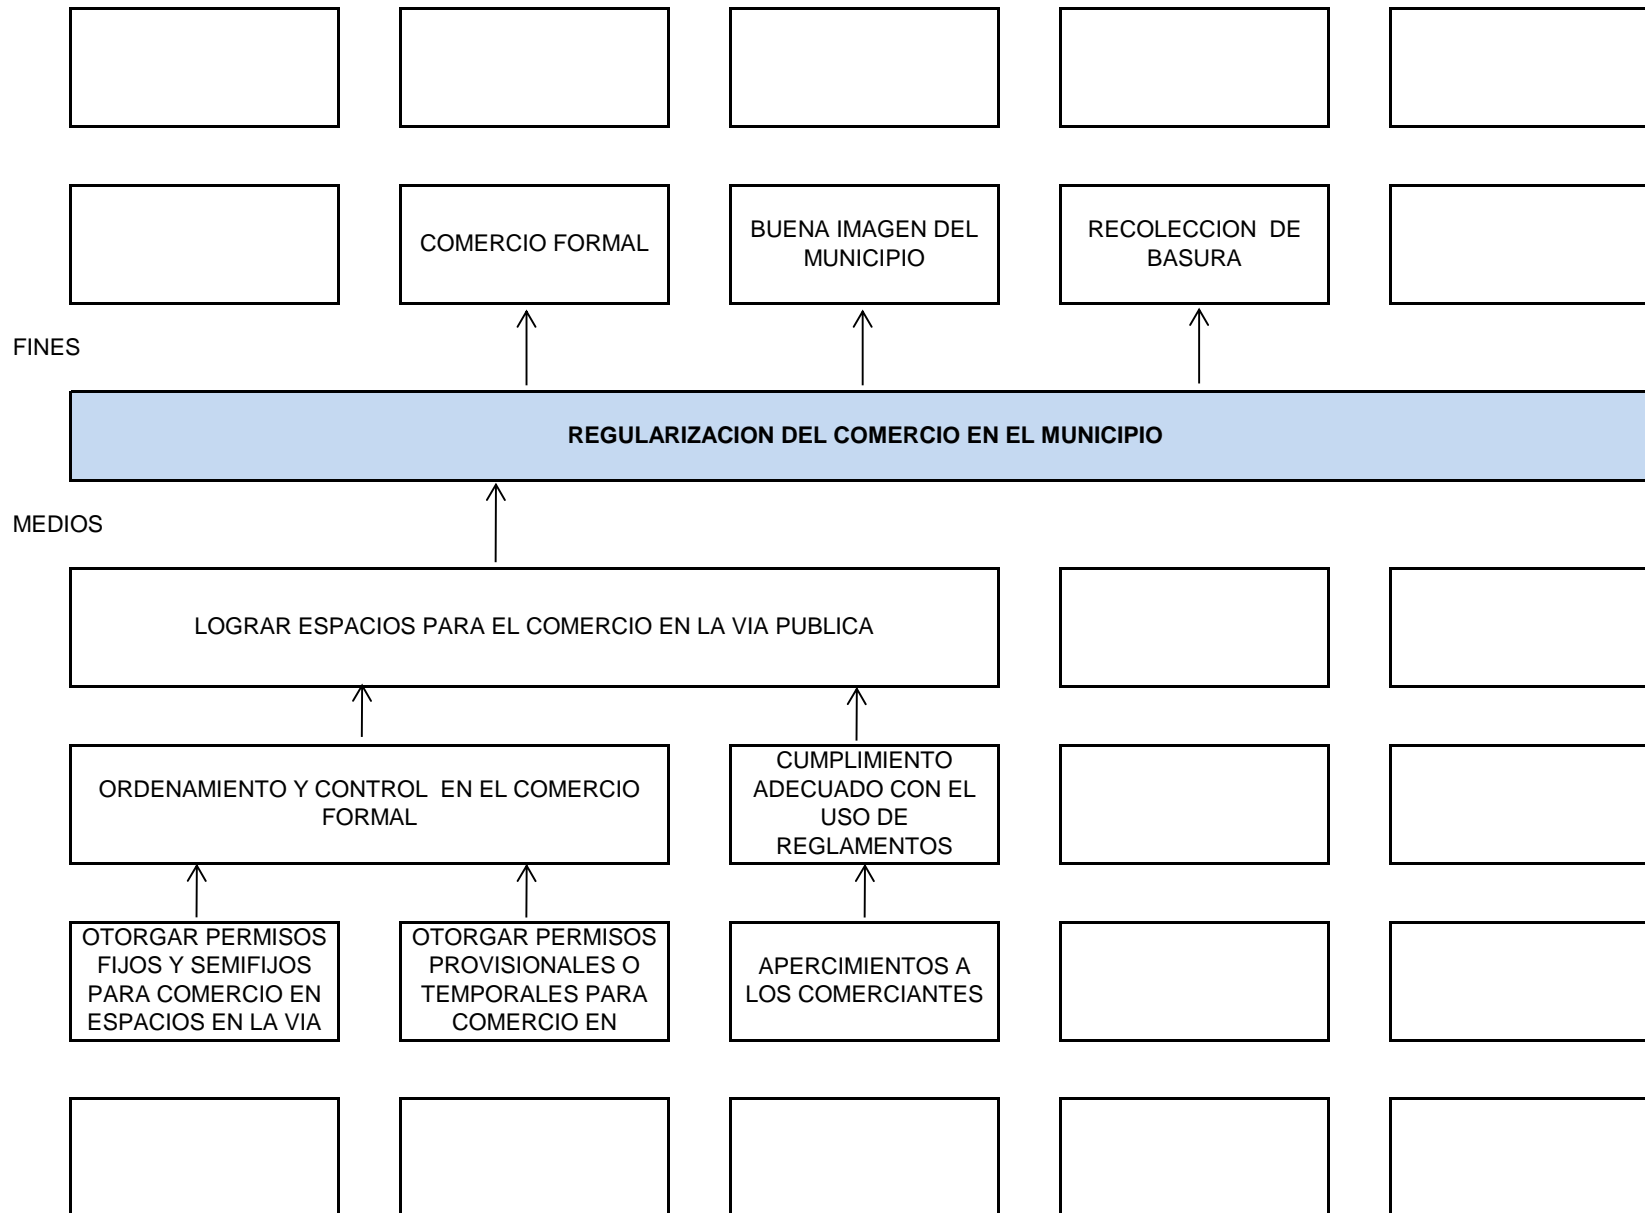 COMERCIO FORMAL
BUENA IMAGEN DEL
MUNICIPIO
RECOLECCION  DE
BASURA
FINES
REGULARIZACION DEL COMERCIO EN EL MUNICIPIO
MEDIOS
LOGRAR ESPACIOS PARA EL COMERCIO EN LA VIA PUBLICA
ORDENAMIENTO Y CONTROL  EN EL COMERCIO
FORMAL
CUMPLIMIENTO
ADECUADO CON EL
USO DE
REGLAMENTOS
OTORGAR PERMISOS
FIJOS Y SEMIFIJOS
PARA COMERCIO EN
ESPACIOS EN LA VIA
OTORGAR PERMISOS
PROVISIONALES O
TEMPORALES PARA
COMERCIO EN
APERCIMIENTOS A
LOS COMERCIANTES